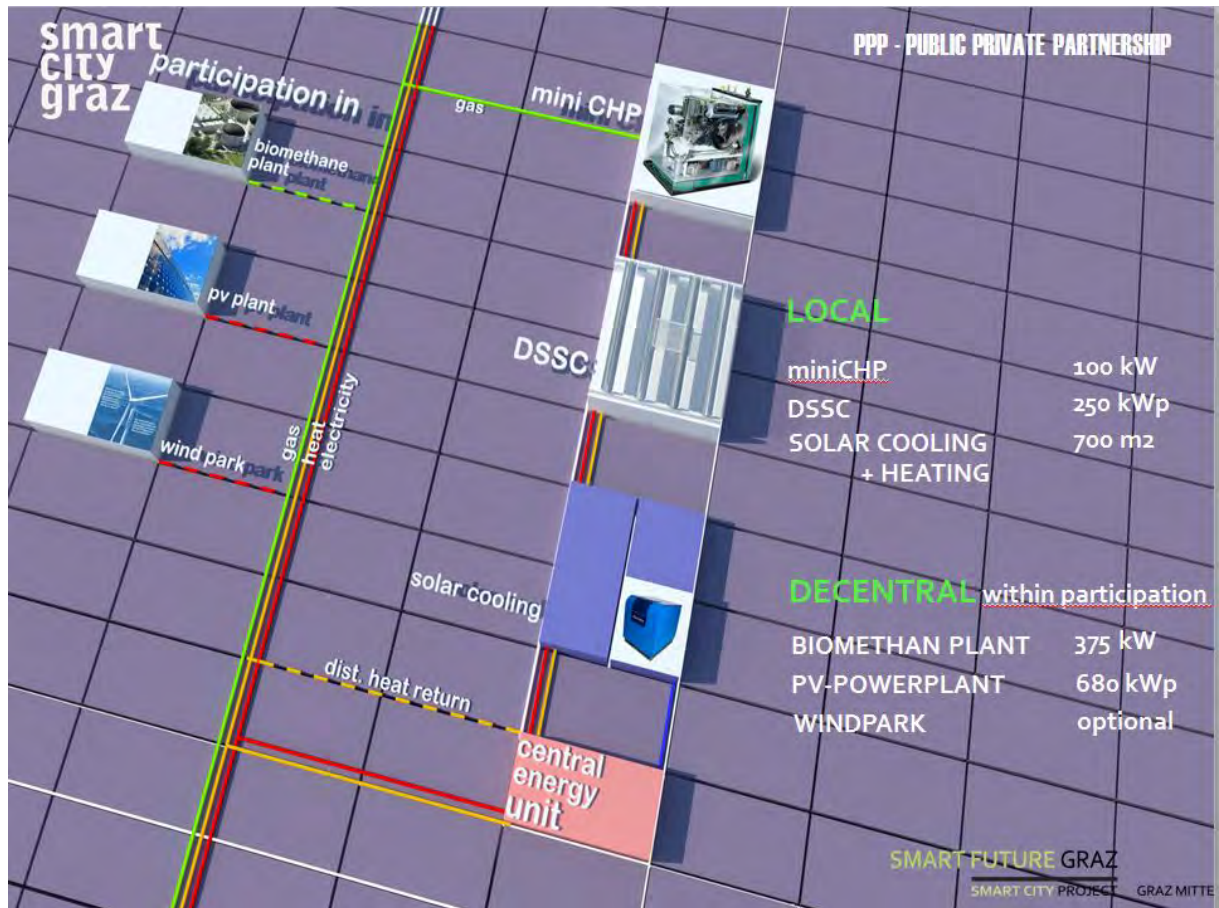 smart
city
graz
PPP - PUBLIC PRIVATE PARTNERSHIP
participation in
gas
mini CHP
biomethane
plant
pv plant
wind park
gas
heat
electricity
DSSC
solar cooling
dist. heat return
central
energy
unit
LOCAL
miniCHP 100 kW
DSSC 250 kWp
SOLAR COOLING 700 m2
+ HEATING
DECENTRAL within participation
BIOMETHAN PLANT 375 kW
PV-POWERPLANT 680 kWp
WINDPARK optional
SMART FUTURE GRAZ
SMART CITY PROJECT GRAZ MITTE